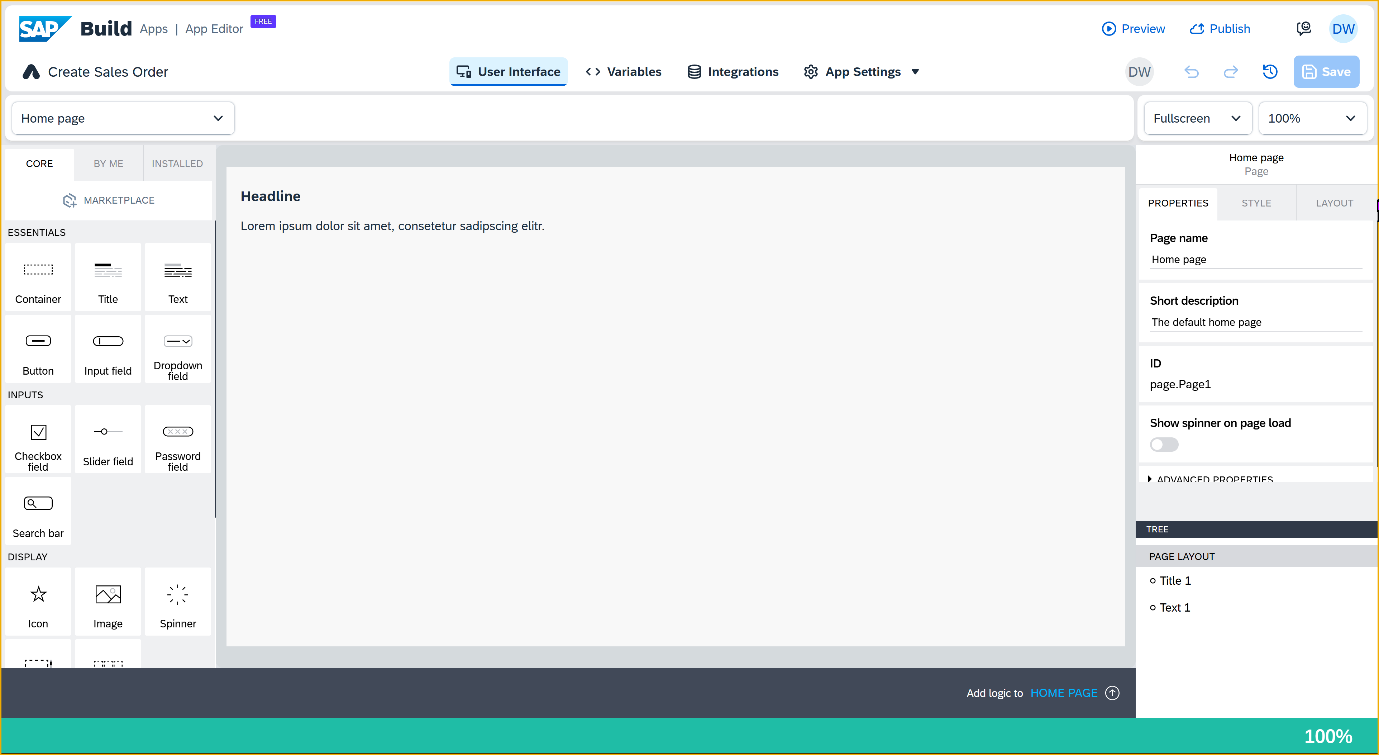 SAP Build Apps | App Editor FREE
Preview Publish DW
Create Sales Order
User Interface Variables Integrations App Settings
DW Save
Home page
Fullscreen 100%
CORE BY ME INSTALLED
MARKETPLACE
ESSENTIALS
Container Title Text
Button Input field Dropdown
field
INPUTS
Checkbox
field
Slider field
Password
field
Search bar
DISPLAY
Icon Image Spinner
Headline
Lorem ipsum dolor sit amet, consetetur sadipscing elitr.
Home page
Page
PROPERTIES STYLE LAYOUT
Page name
Home page
Short description
The default home page
ID
page.Page1
Show spinner on page load
ADVANCED PROPERTIES
TREE
PAGE LAYOUT
Title 1
Text 1
Add logic to HOME PAGE
100%